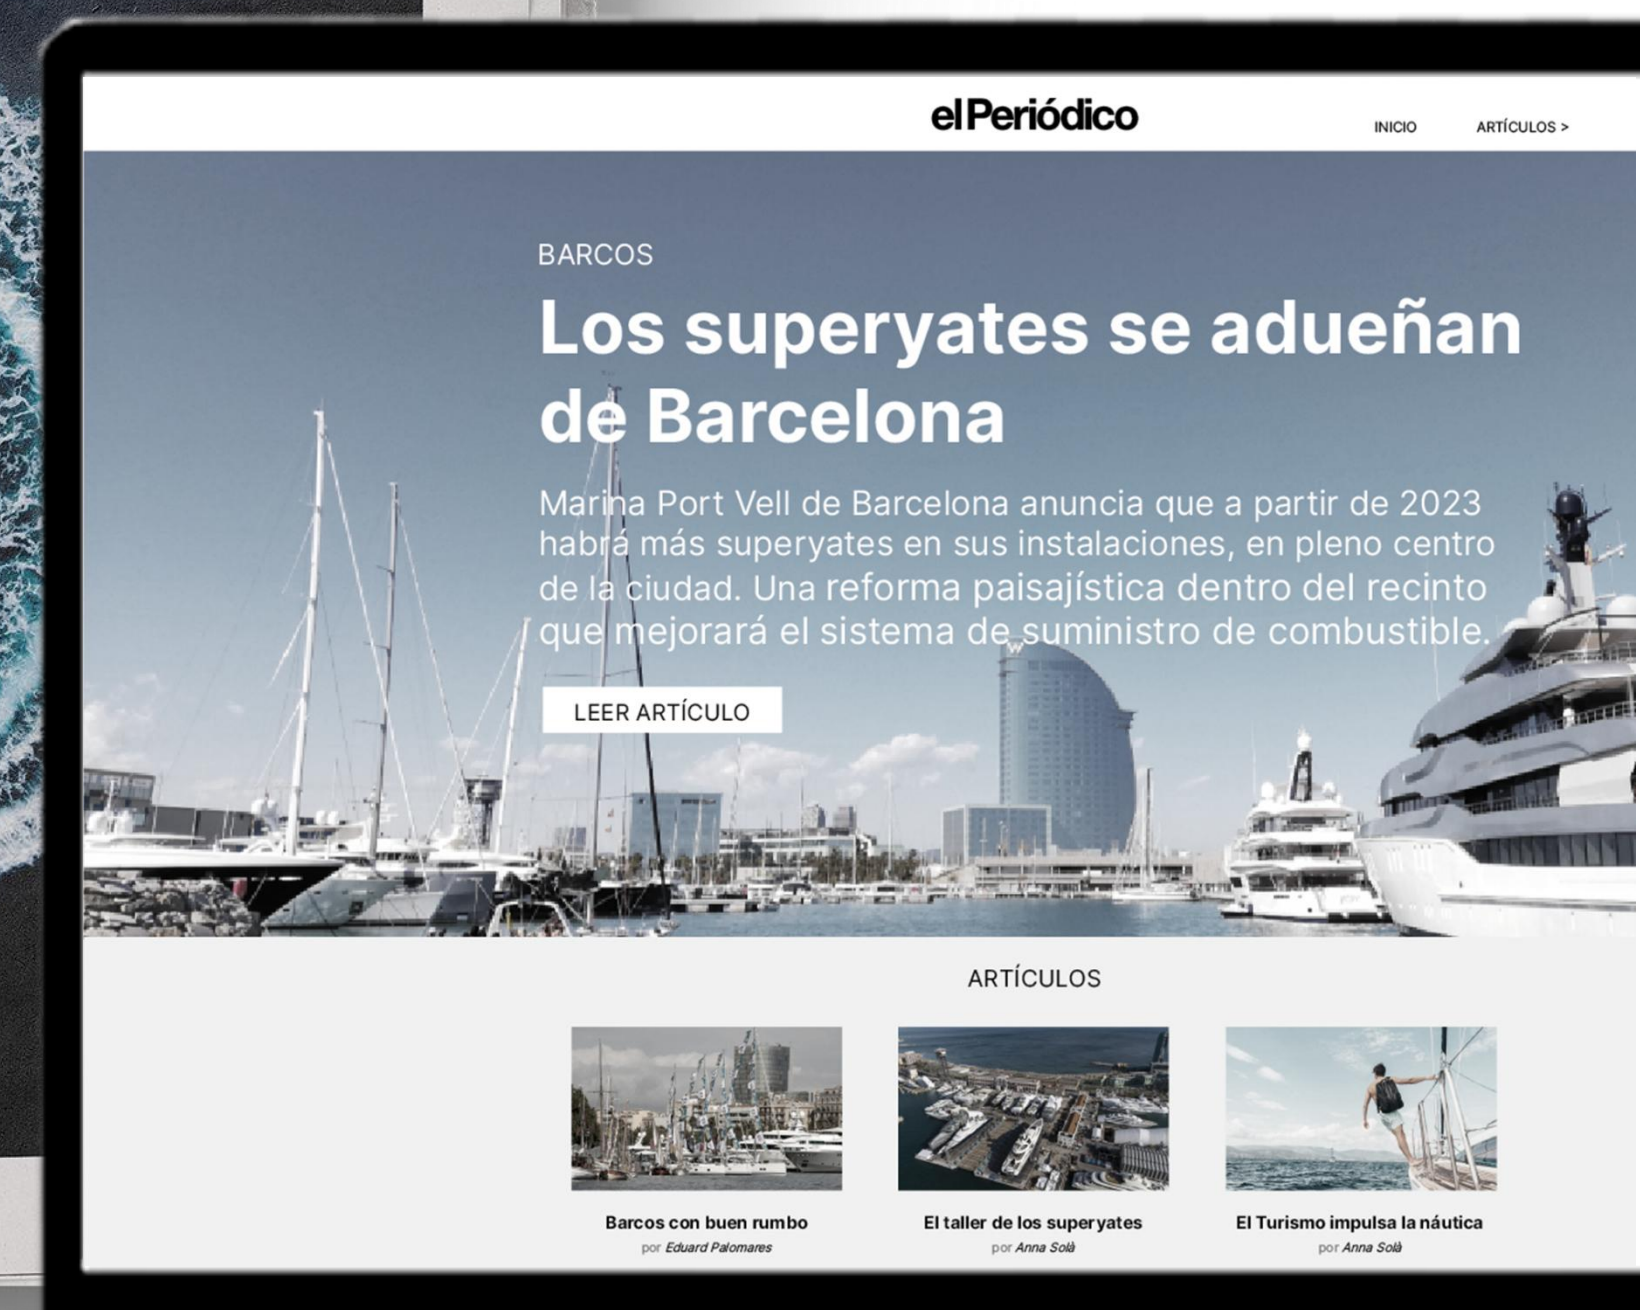 elPeriódico
INICIO
ARTÍCULOS >
BARCOS
Los superyates se adueñan
de Barcelona
Marina Port Vell de Barcelona anuncia que a partir de 2023
habrá más superyates en sus instalaciones, en pleno centro
de la ciudad. Una reforma paisajística dentro del recinto
que mejorará el sistema de suministro de combustible.
W
LEER ARTÍCULO
ARTÍCULOS
Barcos con buen rumbo
por Eduard Palomares
El taller de los superyates
por Anna Solà
El Turismo impulsa la náutica
por Anna Solà